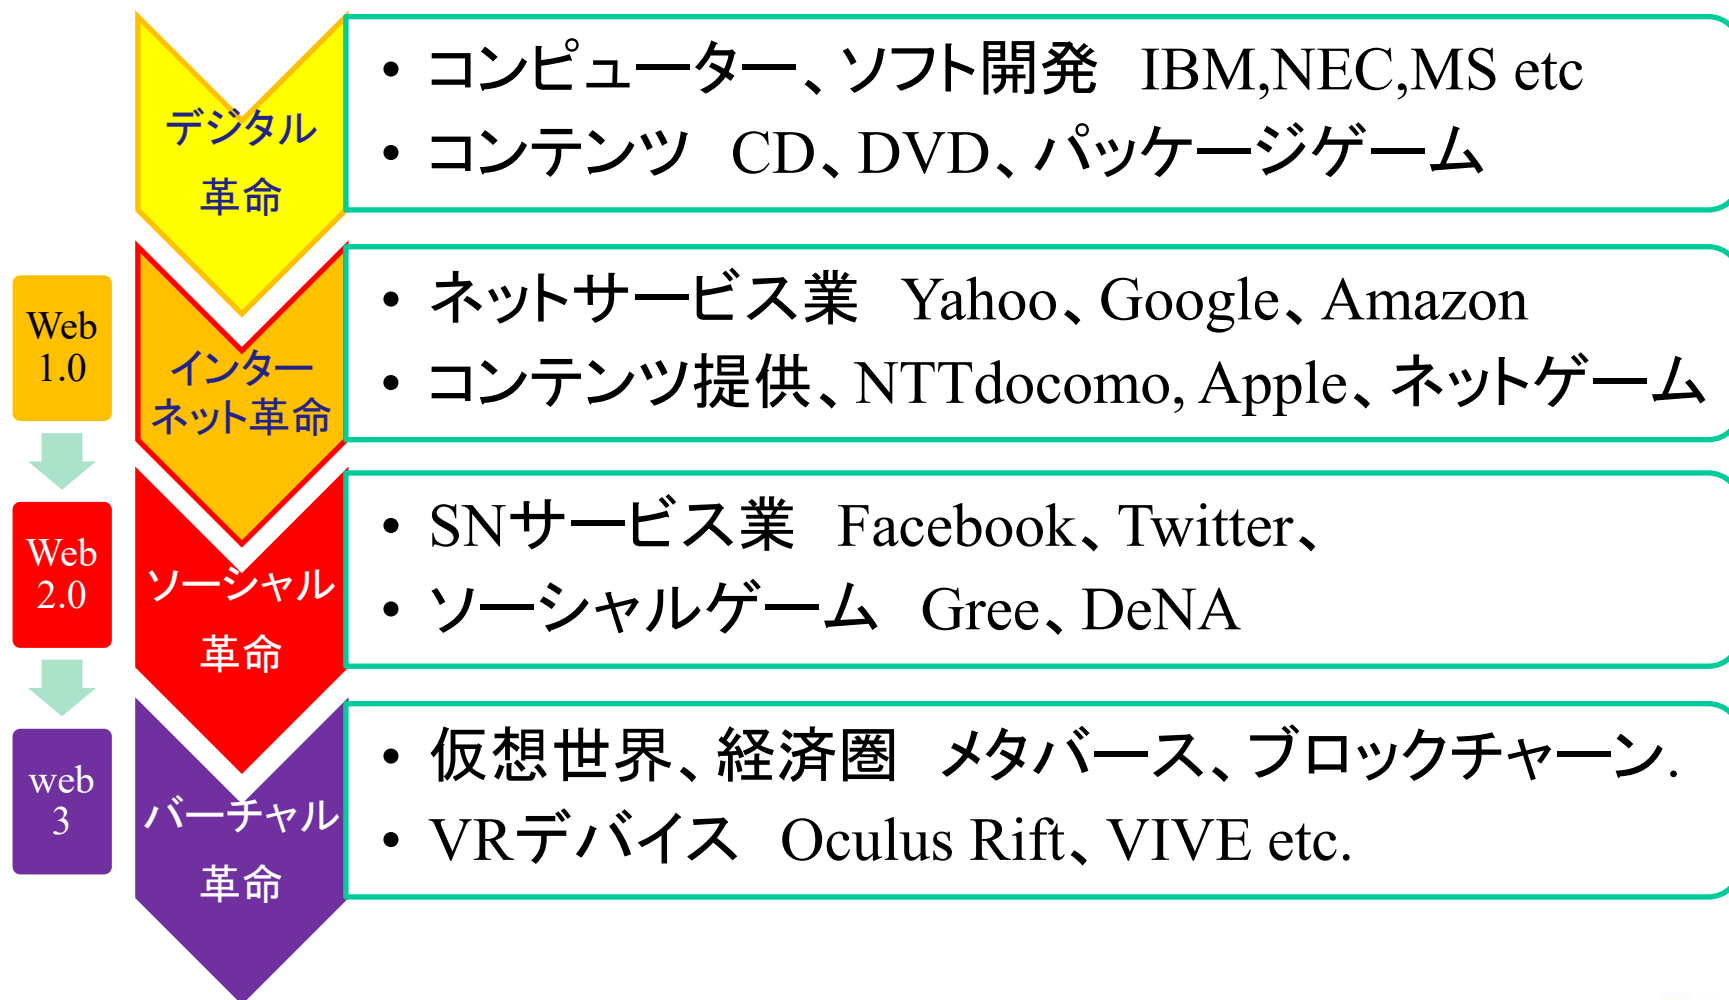 デジタル
革命
• コンピューター、ソフト開発 IBM,NEC,MS etc
• コンテンツ CD、DVD、パッケージゲーム
Web
1.0
インター
ネット革命
• ネットサービス業 Yahoo、Google、Amazon
• コンテンツ提供、NTTdocomo, Apple、ネットゲーム
Web
2.0
ソーシャル
革命
• SNサービス業 Facebook、Twitter、
• ソーシャルゲーム Gree、DeNA
web
3
バーチャル
革命
• 仮想世界、経済圏 メタバース、ブロックチャーン.
• VRデバイス Oculus Rift、VIVE etc.